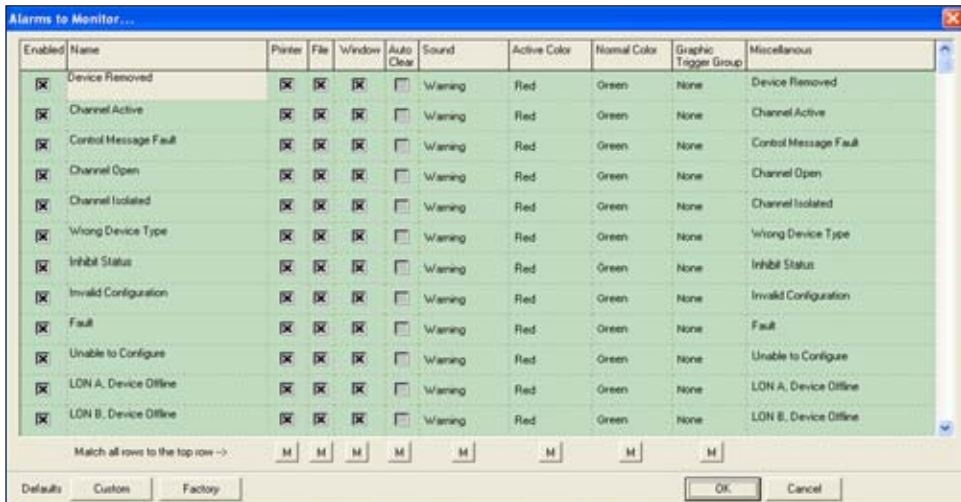 Alarms to Monitor...
Enabled Name Printer File Window Auto Clear Sound Active Color Normal Color Graphic Trigger Group Miscellanous
Device Removed Warning Red Green None Device Removed
Channel Active Warning Red Green None Channel Active
Control Message Fault Warning Red Green None Control Message Fault
Channel Open Warning Red Green None Channel Open
Channel Isolated Warning Red Green None Channel Isolated
Wrong Device Type Warning Red Green None Wrong Device Type
Inhibit Status Warning Red Green None Inhibit Status
Invalid Configuration Warning Red Green None Invalid Configuration
Fault Warning Red Green None Fault
Unable to Configure Warning Red Green None Unable to Configure
LON A, Device Offline Warning Red Green None LON A, Device Offline
LON B, Device Offline Warning Red Green None LON B, Device Offline
Match all rows to the top row --> M M M M M M M M
Defaults Custom Factory OK Cancel